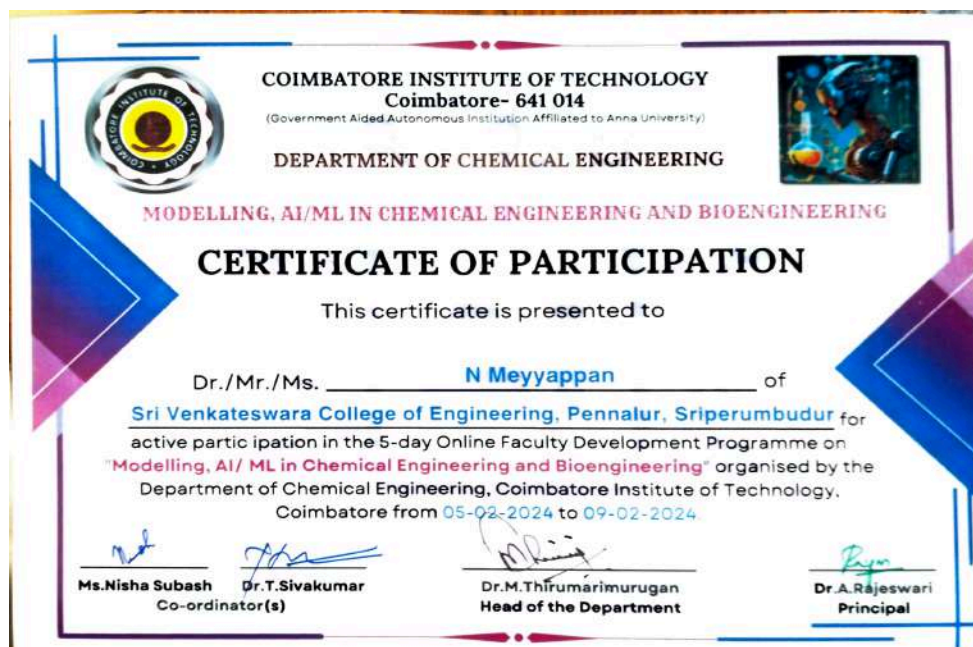 COIMBATORE INSTITUTE OF TECHNOLOGY
Coimbatore- 641 014
(Government Aided Autonomous Institution Affiliated to Anna University)
DEPARTMENT OF CHEMICAL ENGINEERING
COIMBATORE INSTITUTE OF TECHNOLOGY
MODELLING, AI/ML IN CHEMICAL ENGINEERING AND BIOENGINEERING
CERTIFICATE OF PARTICIPATION
This certificate is presented to
Dr./Mr./Ms. N Meyyappan of
Sri Venkateswara College of Engineering, Pennalur, Sriperumbudur for
active partic ipation in the 5-day Online Faculty Development Programme on
"Modelling, AI/ ML in Chemical Engineering and Bioengineering" organised by the
Department of Chemical Engineering, Coimbatore Institute of Technology,
Coimbatore from 05-02-2024 to 09-02-2024.
Ms.Nisha Subash Dr.T.Sivakumar Dr.M.Thirumarimurugan Dr.A.Rajeswari
Co-ordinator(s) Head of the Department Principal